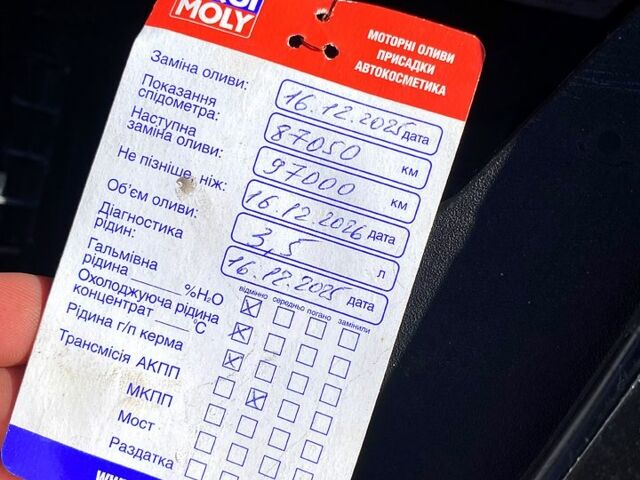 MOLY
МОТОРНІ ОЛИВИ
ПРИСАДКИ
АВТОКОСМЕТИКА
Заміна оливи: 16.12.2025 дата
Показання
спідометра: 87050 км
Наступна
заміна оливи: 97000 км
Не пізніше, ніж: 16.12.2026 дата
Об'єм оливи: 3,5 л
Діагностика
рідин: 16.12.2025 дата
відмінно середньо погано замінили
Гальмівна
рідина %H₂O
Охолоджуюча рідина
концентрат °C
Рідина г/п керма
Трансмісія АКПП
МКПП
Мост
Раздатка